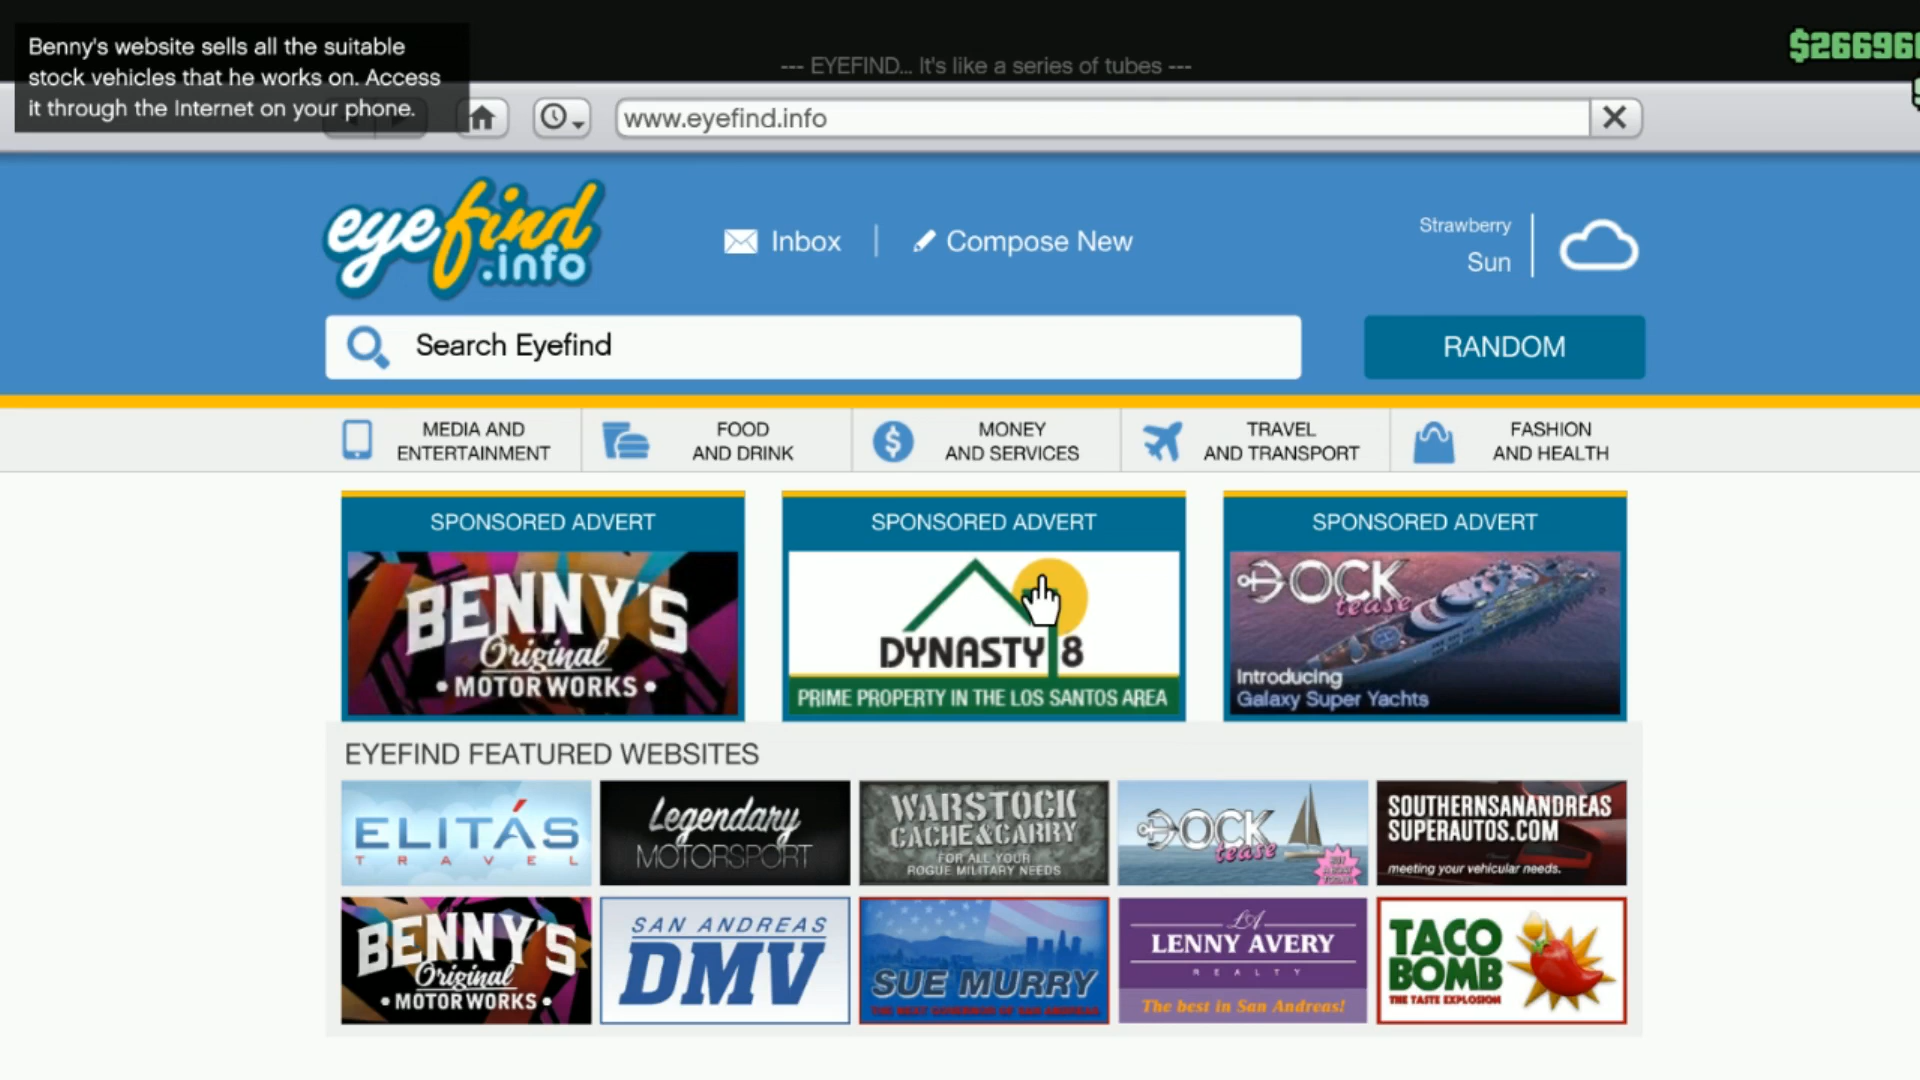 Benny's website sells all the suitable
stock vehicles that he works on. Access
it through the Internet on your phone.
--- EYEFIND... It's like a series of tubes ---
$266960
www.eyefind.info
eyefind
.info
Inbox
Compose New
Strawberry
Sun
Search Eyefind
RANDOM
MEDIA AND
ENTERTAINMENT
FOOD
AND DRINK
MONEY
AND SERVICES
TRAVEL
AND TRANSPORT
FASHION
AND HEALTH
SPONSORED ADVERT
SPONSORED ADVERT
SPONSORED ADVERT
BENNY'S
Original
• MOTOR WORKS •
DYNASTY 8
PRIME PROPERTY IN THE LOS SANTOS AREA
DOCK
tease
Introducing
Galaxy Super Yachts
EYEFIND FEATURED WEBSITES
ELITÁS
TRAVEL
Legendary
MOTORSPORT
WARSTOCK
CACHE & CARRY
FOR ALL YOUR
ROGUE MILITARY NEEDS
DOCK
tease
SOUTHERNSANANDREAS
SUPERAUTOS.COM
meeting your vehicular needs.
BENNY'S
Original
• MOTOR WORKS •
SAN ANDREAS
DMV
SUE MURRY
LA
LENNY AVERY
REALTY
The best in San Andreas!
TACO
BOMB
THE TASTE EXPLOSION